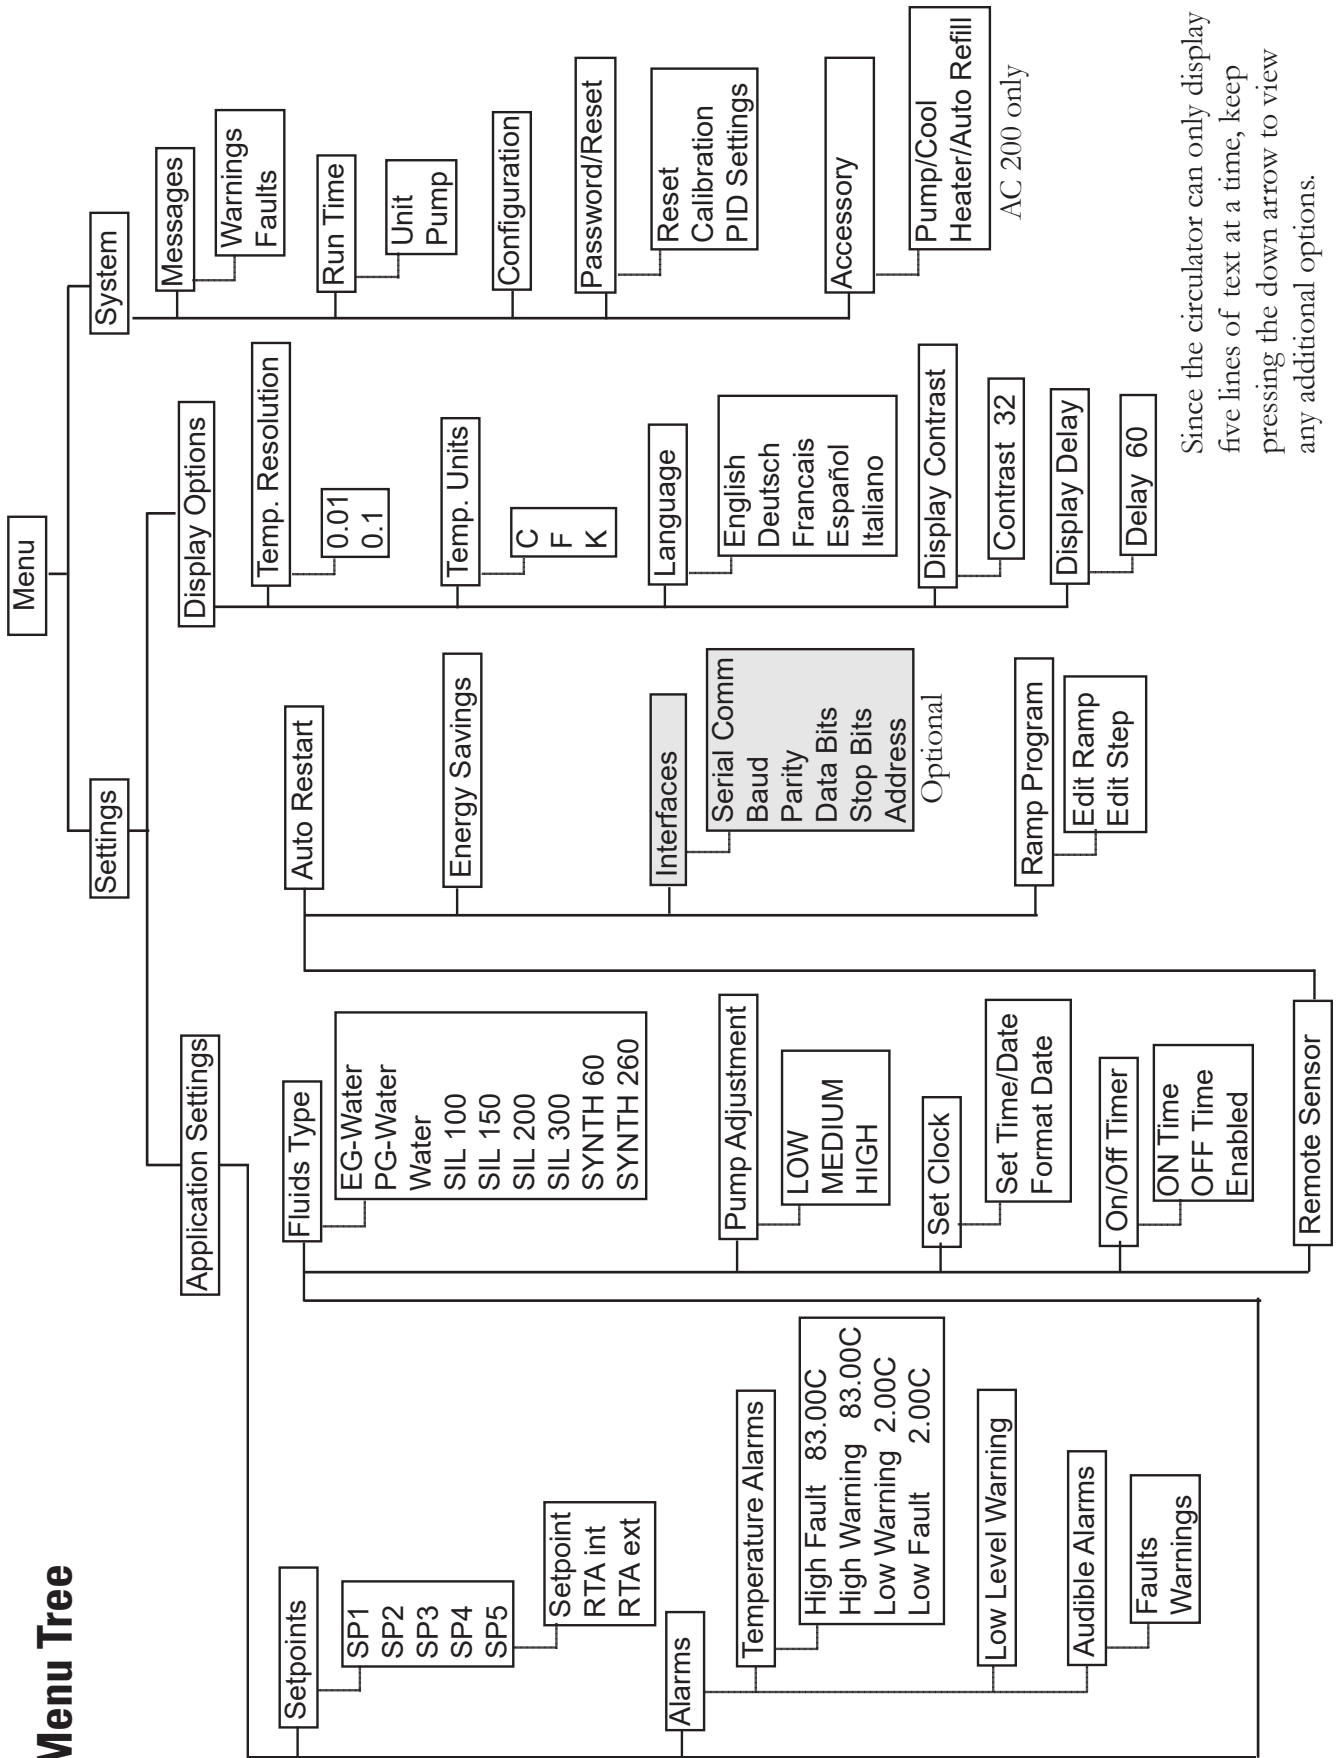 Menu Tree
Menu
Settings
System
Application Settings
Display Options
Setpoints
SP1
SP2
SP3
SP4
SP5
Setpoint
RTA int
RTA ext
Alarms
Temperature Alarms
High Fault 83.00C
High Warning 83.00C
Low Warning 2.00C
Low Fault 2.00C
Low Level Warning
Audible Alarms
Faults
Warnings
Fluids Type
EG-Water
PG-Water
Water
SIL 100
SIL 150
SIL 200
SIL 300
SYNTH 60
SYNTH 260
Pump Adjustment
LOW
MEDIUM
HIGH
Set Clock
Set Time/Date
Format Date
On/Off Timer
ON Time
OFF Time
Enabled
Remote Sensor
Auto Restart
Energy Savings
Interfaces
Serial Comm
Baud
Parity
Data Bits
Stop Bits
Address
Optional
Ramp Program
Edit Ramp
Edit Step
Temp. Resolution
0.01
0.1
Temp. Units
C
F
K
Language
English
Deutsch
Francais
Español
Italiano
Display Contrast
Contrast 32
Display Delay
Delay 60
Messages
Warnings
Faults
Run Time
Unit
Pump
Configuration
Password/Reset
Reset
Calibration
PID Settings
Accessory
Pump/Cool
Heater/Auto Refill
AC 200 only
Since the circulator can only display
five lines of text at a time, keep
pressing the down arrow to view
any additional options.